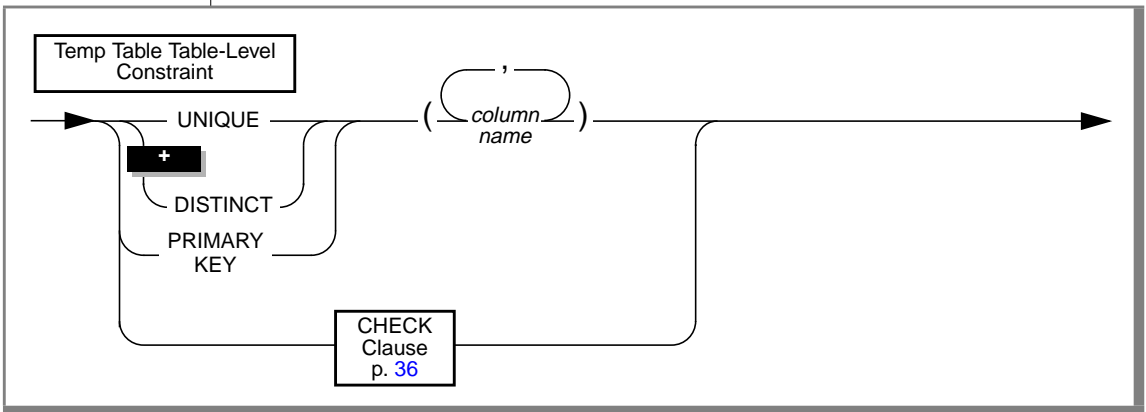 Temp Table Table-Level
Constraint
,
UNIQUE
( column )
name
+
DISTINCT
PRIMARY
KEY
CHECK
Clause
p. 36